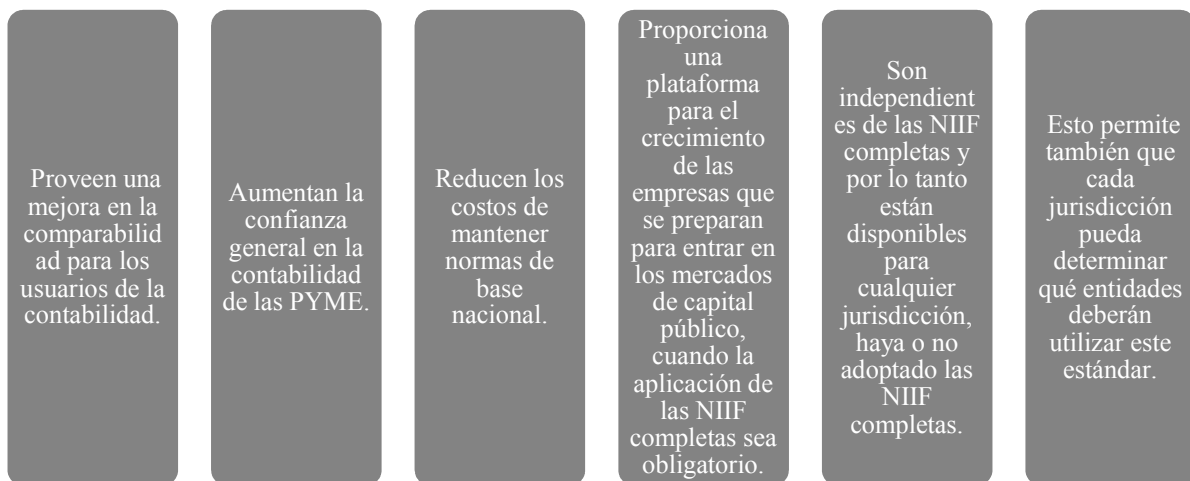 Proveen una
mejora en la
comparabilid
ad para los
usuarios de la
contabilidad.
Aumentan la
confianza
general en la
contabilidad
de las PYME.
Reducen los
costos de
mantener
normas de
base
nacional.
Proporciona
una
plataforma
para el
crecimiento
de las
empresas que
se preparan
para entrar en
los mercados
de capital
público,
cuando la
aplicación de
las NIIF
completas sea
obligatorio.
Son
independient
es de las NIIF
completas y
por lo tanto
están
disponibles
para
cualquier
jurisdicción,
haya o no
adoptado las
NIIF
completas.
Esto permite
también que
cada
jurisdicción
pueda
determinar
qué entidades
deberán
utilizar este
estándar.